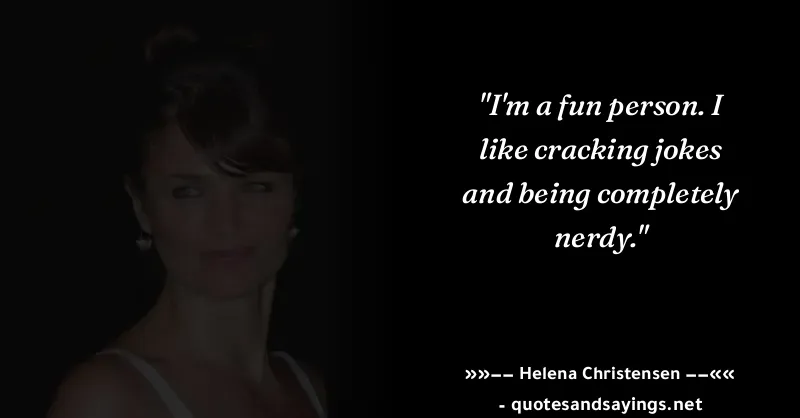 "I'm a fun person. I
like cracking jokes
and being completely
nerdy."
»»–– Helena Christensen ––««
- quotesandsayings.net